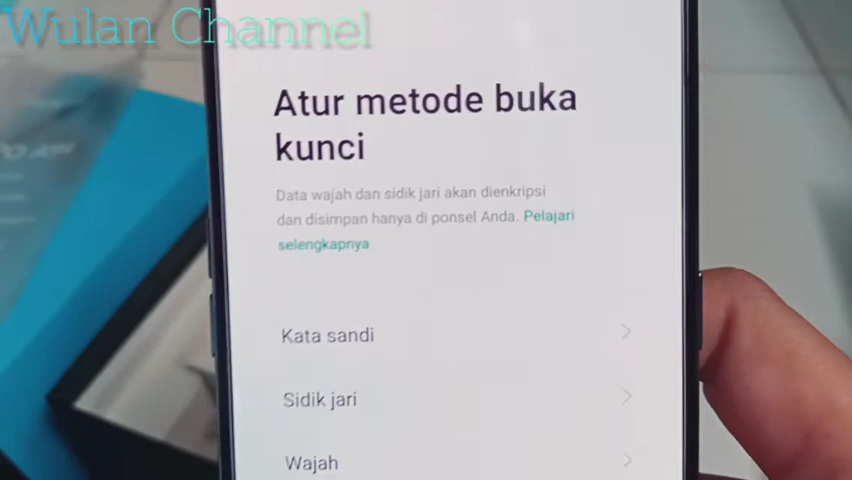 Wulan Channel
Atur metode buka
kunci
Data wajah dan sidik jari akan dienkripsi
dan disimpan hanya di ponsel Anda. Pelajari
selengkapnya
Kata sandi
Sidik jari
Wajah